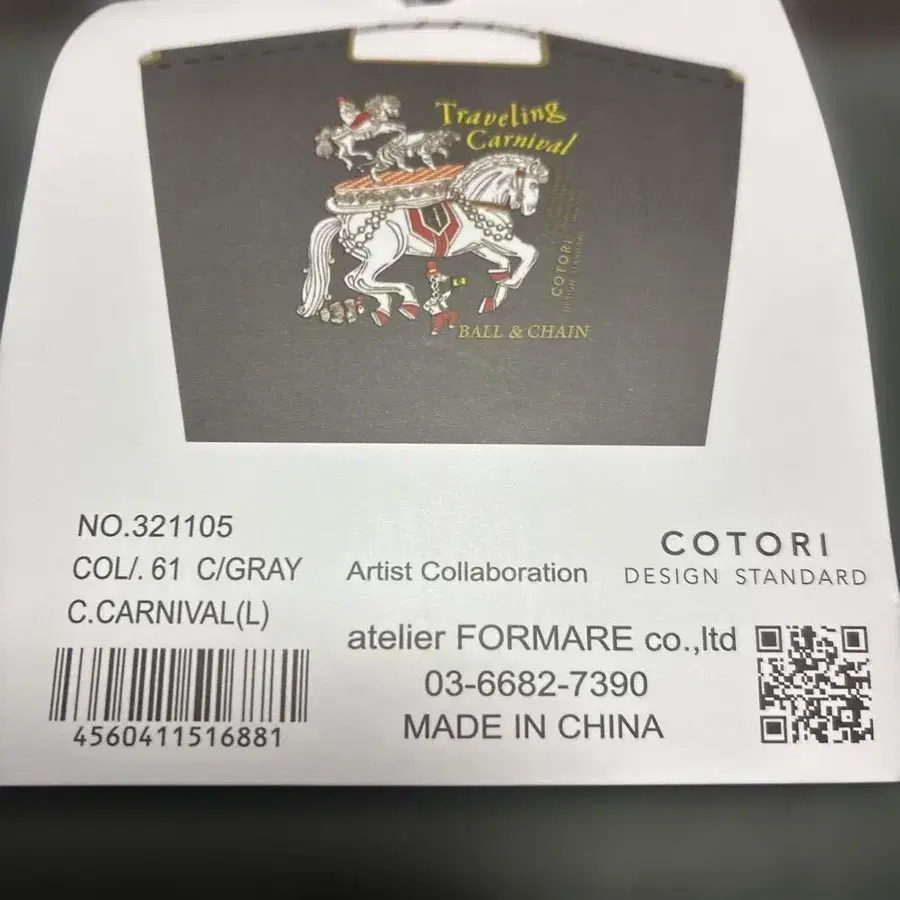 Traveling
Carnival
COTORI
BALL & CHAIN
NO.321105
COL/. 61 C/GRAY
C.CARNIVAL(L)
4560411516881
Artist Collaboration
COTORI
DESIGN STANDARD
atelier FORMARE co.,ltd
03-6682-7390
MADE IN CHINA